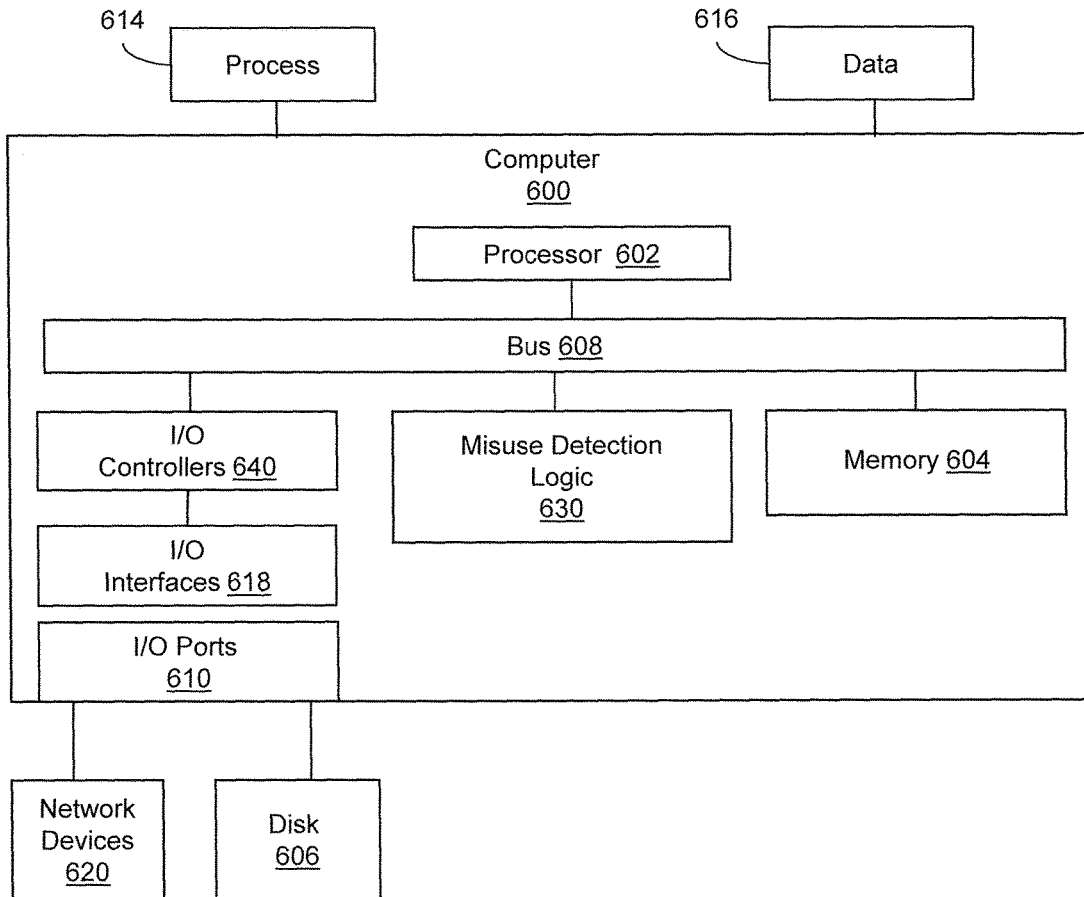 614
Process
616
Data
Computer
600
Processor 602
Bus 608
I/O
Controllers 640
Misuse Detection
Logic
630
Memory 604
I/O
Interfaces 618
I/O Ports
610
Network
Devices
620
Disk
606